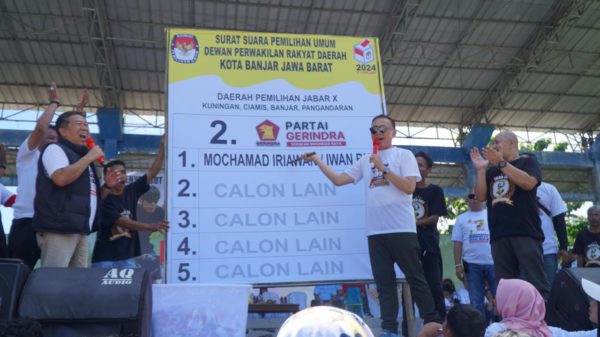 SURAT SUARA PEMILIHAN UMUM
DEWAN PERWAKILAN RAKYAT DAERAH
KOTA BANJAR JAWA BARAT
2024
DAERAH PEMILIHAN JABAR X
KUNINGAN, CIAMIS, BANJAR, PANGANDARAN
2. PARTAI
GERINDRA
1. MOCHAMAD IRIAWAN IWAN
2. CALON LAIN
3. CALON LAIN
4. CALON LAIN
5. CALON LAIN
AQ
AUDIO